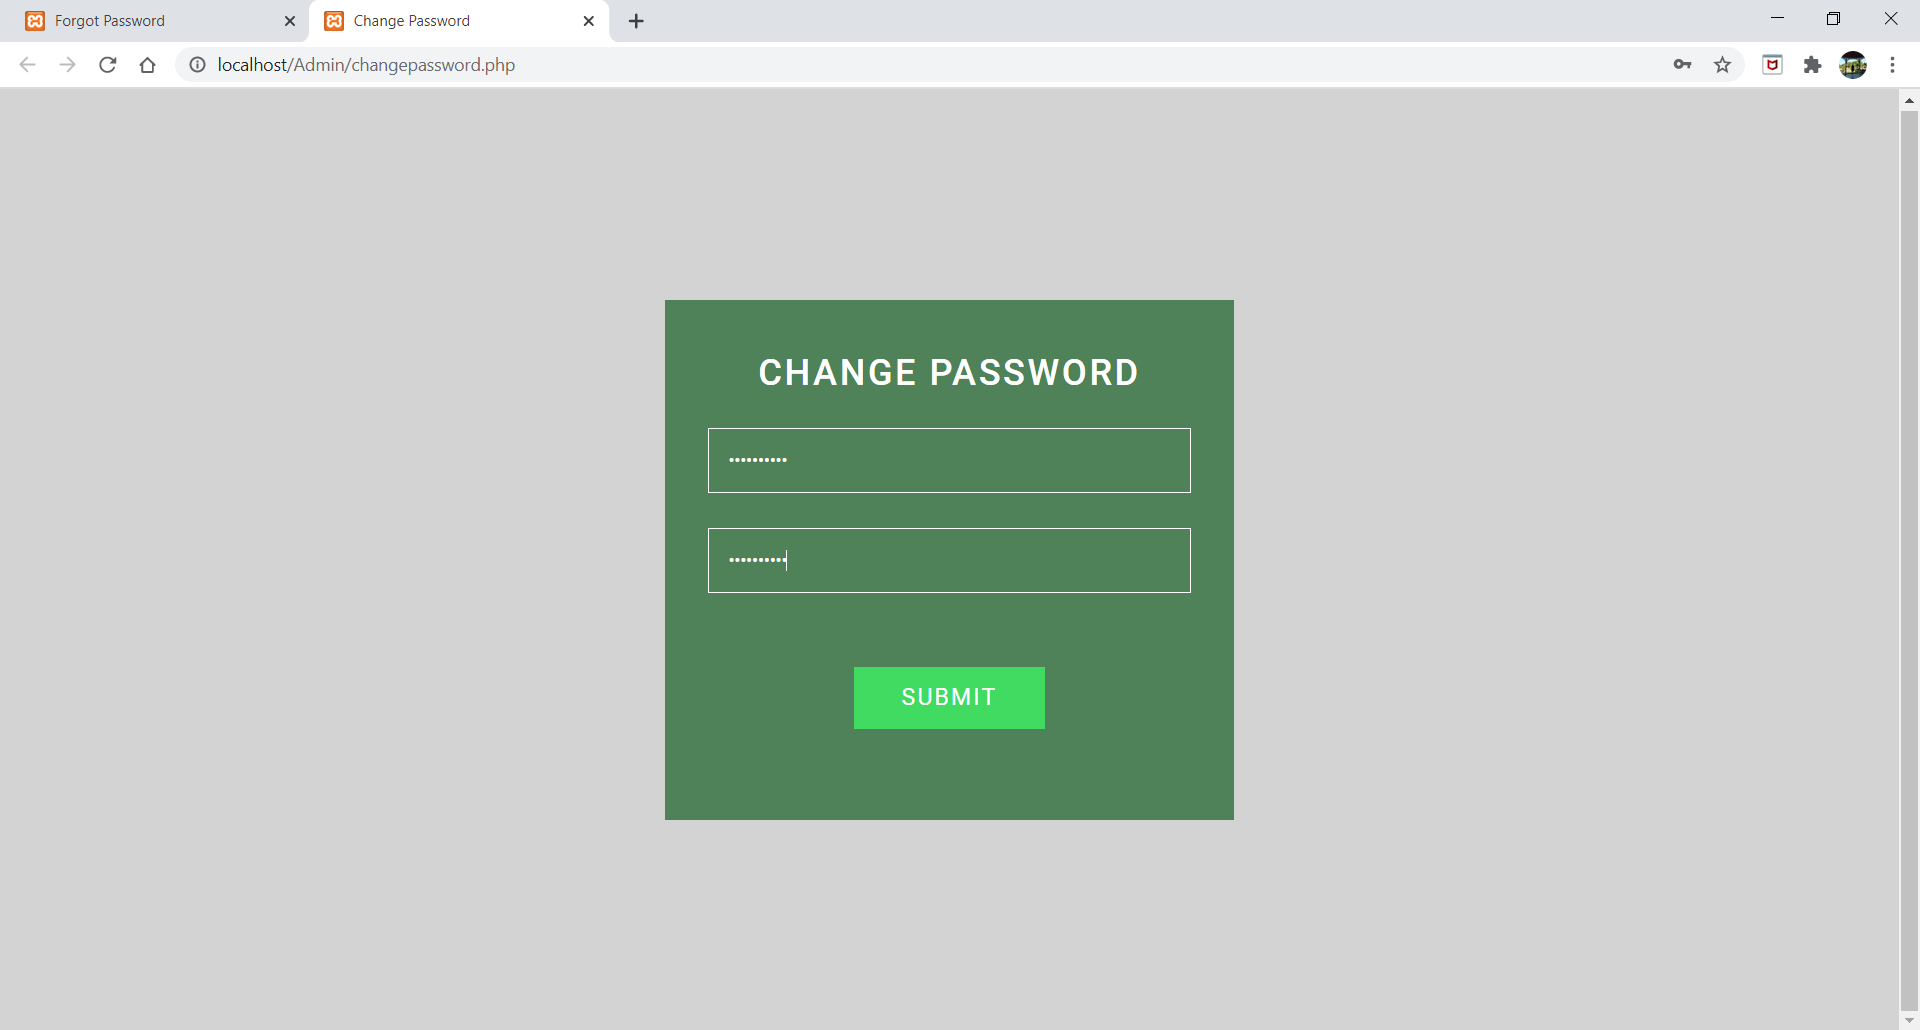 Forgot Password
Change Password
localhost/Admin/changepassword.php
CHANGE PASSWORD
••••••••••
••••••••••
SUBMIT